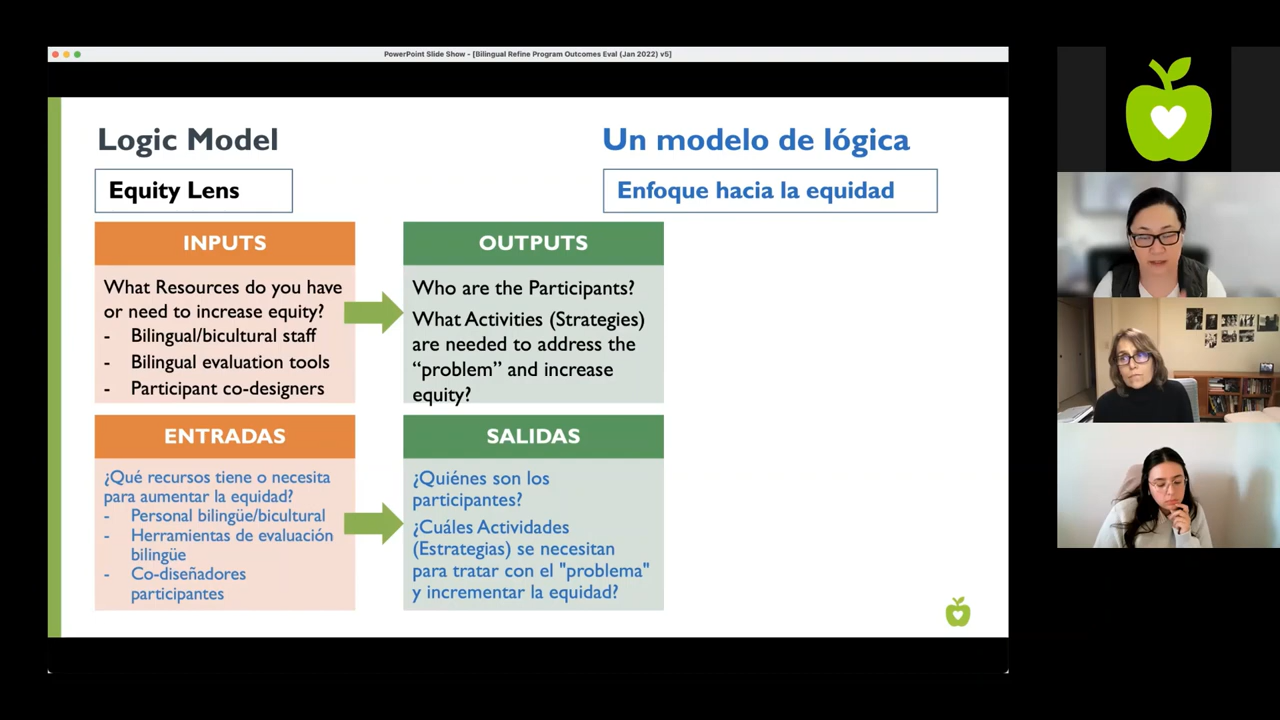 PowerPoint Slide Show - [Bilingual Refine Program Outcomes Eval (Jan 2022) v5]
Logic Model
Un modelo de lógica
Equity Lens
Enfoque hacia la equidad
INPUTS
What Resources do you have
or need to increase equity?
- Bilingual/bicultural staff
- Bilingual evaluation tools
- Participant co-designers
OUTPUTS
Who are the Participants?
What Activities (Strategies)
are needed to address the
“problem” and increase
equity?
ENTRADAS
¿Qué recursos tiene o necesita
para aumentar la equidad?
- Personal bilingüe/bicultural
- Herramientas de evaluación
bilingüe
- Co-diseñadores
participantes
SALIDAS
¿Quiénes son los
participantes?
¿Cuáles Actividades
(Estrategias) se necesitan
para tratar con el "problema"
y incrementar la equidad?